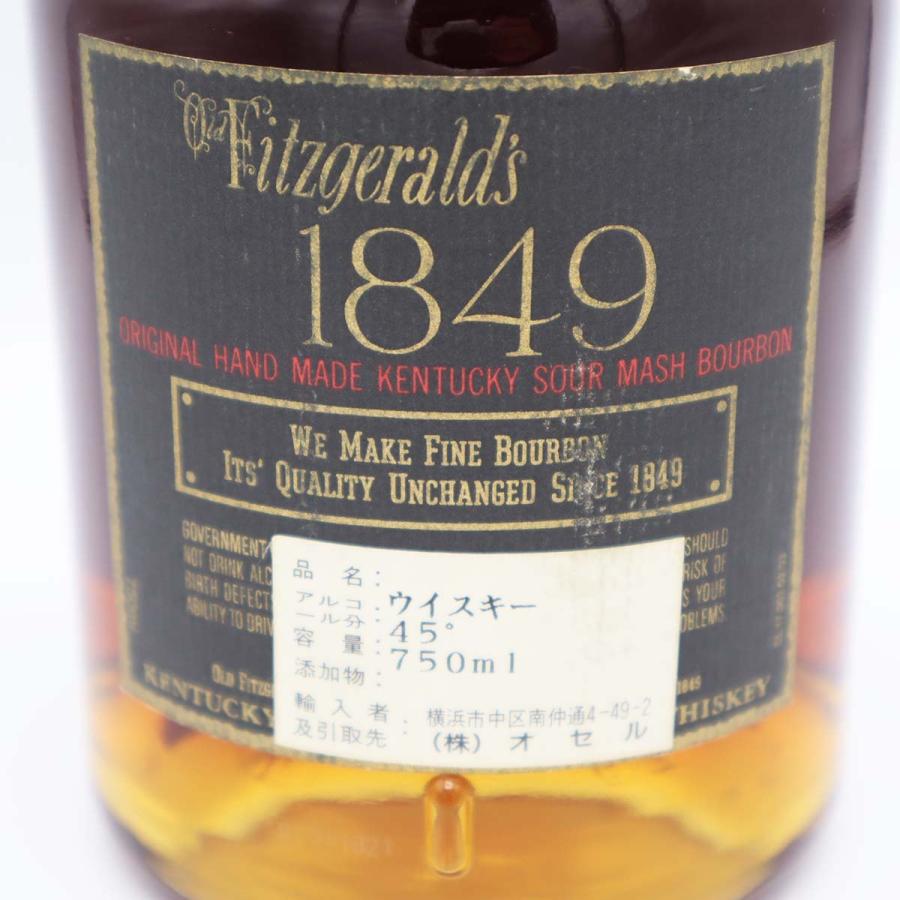 Old Fitzgerald's
1849
ORIGINAL HAND MADE KENTUCKY SOUR MASH BOURBON
WE MAKE FINE BOURBON
ITS' QUALITY UNCHANGED SINCE 1849
GOVERNMENT SHOULD
NOT DRINK ALC RISK OF
BIRTH DEFECT S YOUR
ABILITY TO DRIV OBLEMS
OLD FITZG
KENTUCKY WHISKEY
品名:
アルコール分: ウイスキー
容量: 45°
添加物: 750ml
輸入者: 横浜市中区南仲通4-49-2
及引取先: (株)オセル